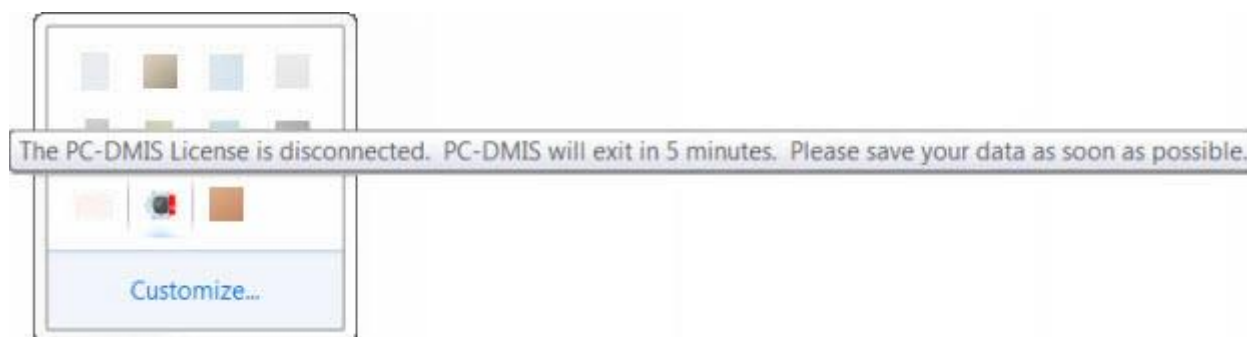 The PC-DMIS License is disconnected.  PC-DMIS will exit in 5 minutes.  Please save your data as soon as possible.
Customize...